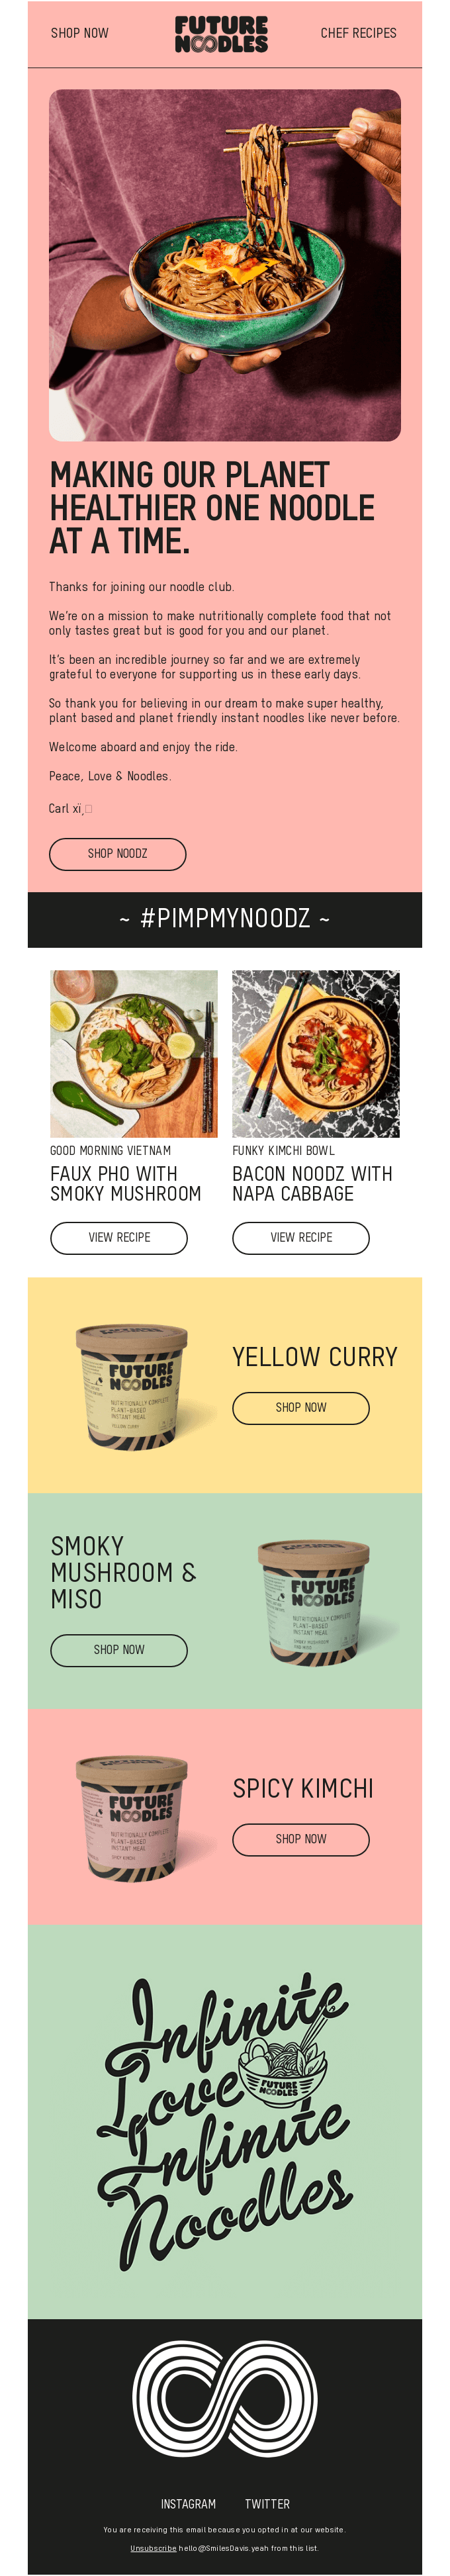 SHOP NOW
FUTURE
NOODLES
CHEF RECIPES
MAKING OUR PLANET
HEALTHIER ONE NOODLE
AT A TIME.
Thanks for joining our noodle club.
We're on a mission to make nutritionally complete food that not
only tastes great but is good for you and our planet.
It's been an incredible journey so far and we are extremely
grateful to everyone for supporting us in these early days.
So thank you for believing in our dream to make super healthy,
plant based and planet friendly instant noodles like never before.
Welcome aboard and enjoy the ride.
Peace, Love & Noodles.
Carl xï¸
SHOP NOODZ
~ #PIMPMYNOODZ ~
GOOD MORNING VIETNAM
FAUX PHO WITH
SMOKY MUSHROOM
VIEW RECIPE
FUNKY KIMCHI BOWL
BACON NOODZ WITH
NAPA CABBAGE
VIEW RECIPE
FUTURE
NOODLES
NUTRITIONALLY COMPLETE
PLANT-BASED
INSTANT MEAL
YELLOW CURRY
YELLOW CURRY
SHOP NOW
SMOKY
MUSHROOM &
MISO
SHOP NOW
FUTURE
NOODLES
NUTRITIONALLY COMPLETE
PLANT-BASED
INSTANT MEAL
SMOKY MUSHROOM
AND MISO
FUTURE
NOODLES
NUTRITIONALLY COMPLETE
PLANT-BASED
INSTANT MEAL
SPICY KIMCHI
SPICY KIMCHI
SHOP NOW
Infinite
Love
FUTURE
NOODLES
Infinite
Noodles
INSTAGRAM
TWITTER
You are receiving this email because you opted in at our website.
Unsubscribe hello@SmilesDavis.yeah from this list.